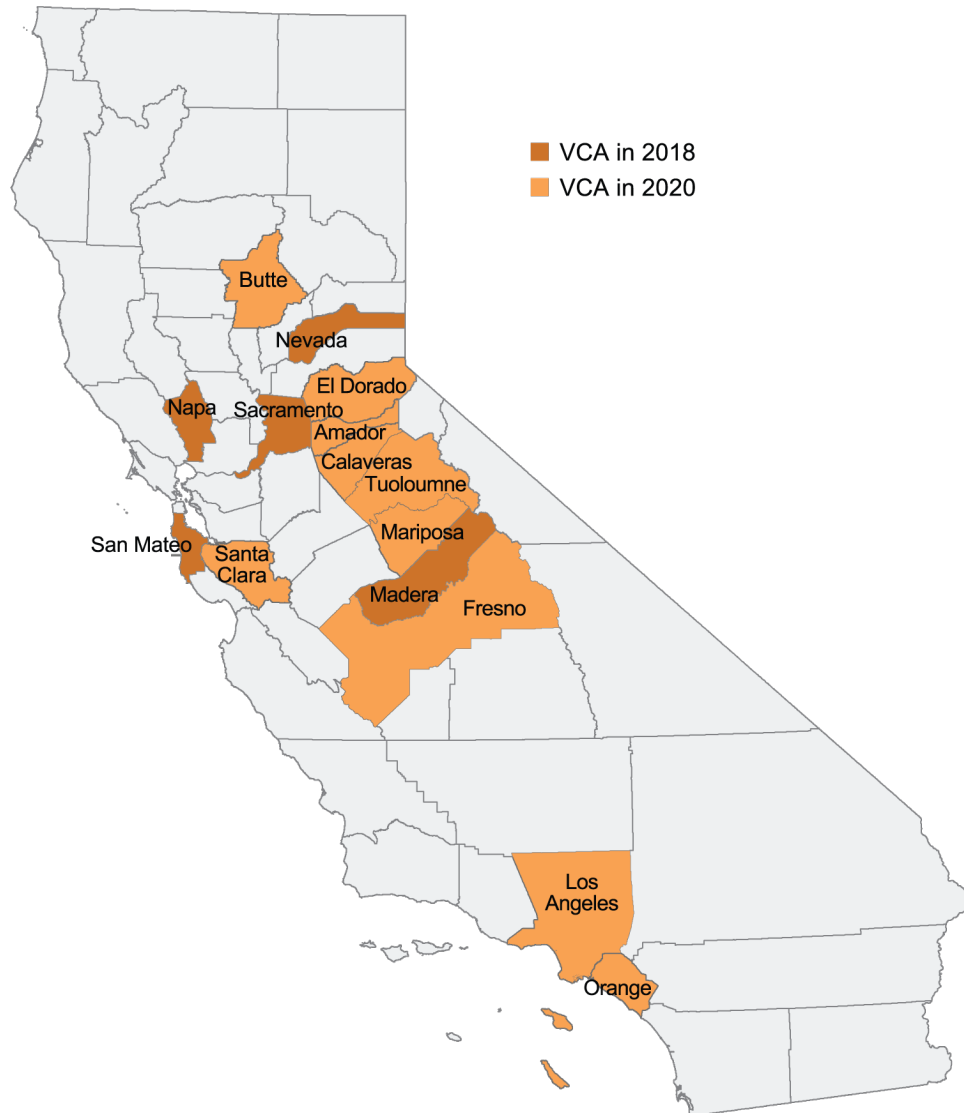 VCA in 2018
VCA in 2020
Butte
Nevada
El Dorado
Napa
Sacramento
Amador
Calaveras
Tuoloumne
Mariposa
San Mateo
Santa
Clara
Madera
Fresno
Los
Angeles
Orange